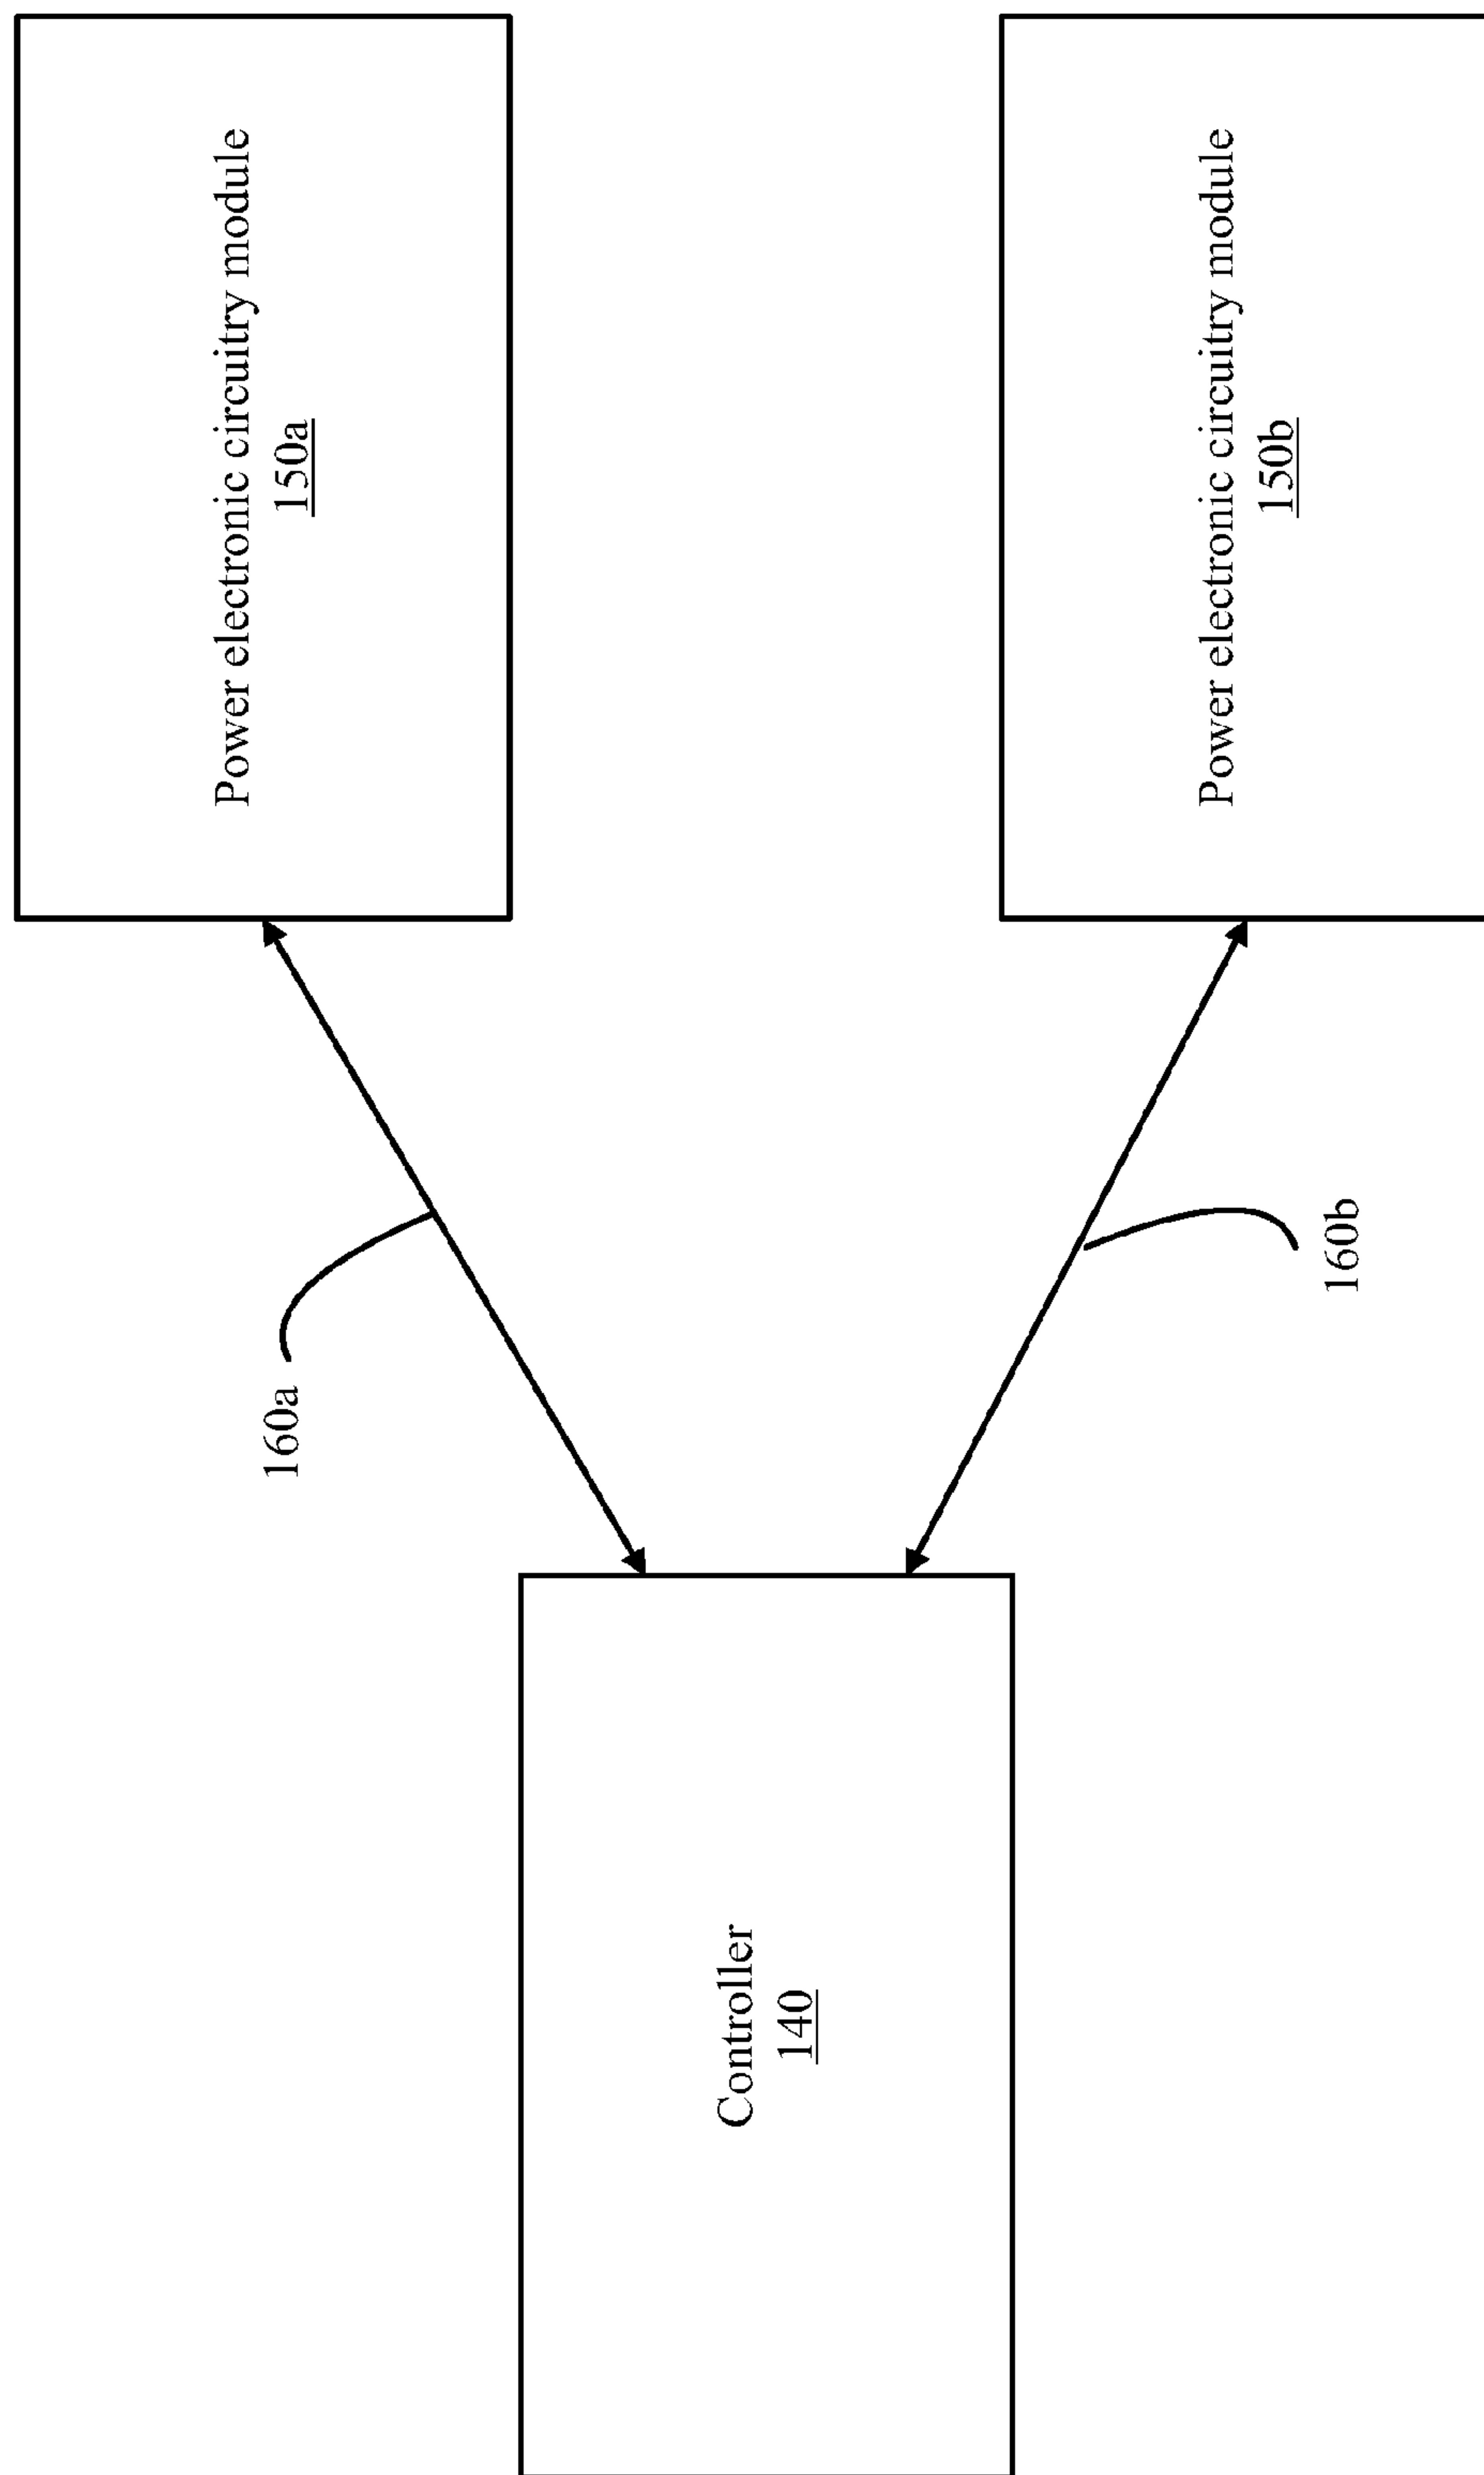 Power electronic circuitry module
150a
160a
Controller
140
160b
Power electronic circuitry module
150b